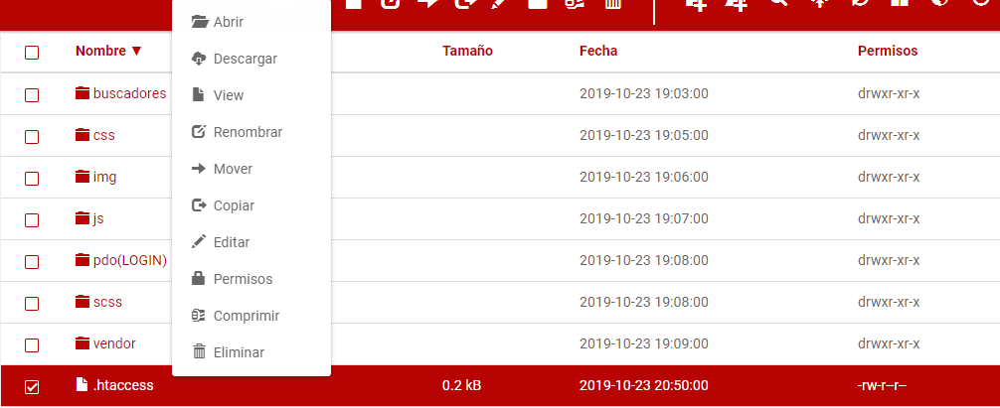 Nombre ▼ Tamaño Fecha Permisos
buscadores 2019-10-23 19:03:00 drwxr-xr-x
css 2019-10-23 19:05:00 drwxr-xr-x
img 2019-10-23 19:06:00 drwxr-xr-x
js 2019-10-23 19:07:00 drwxr-xr-x
pdo(LOGIN) 2019-10-23 19:08:00 drwxr-xr-x
scss 2019-10-23 19:08:00 drwxr-xr-x
vendor 2019-10-23 19:09:00 drwxr-xr-x
.htaccess 0.2 kB 2019-10-23 20:50:00 -rw-r--r--
Abrir
Descargar
View
Renombrar
Mover
Copiar
Editar
Permisos
Comprimir
Eliminar